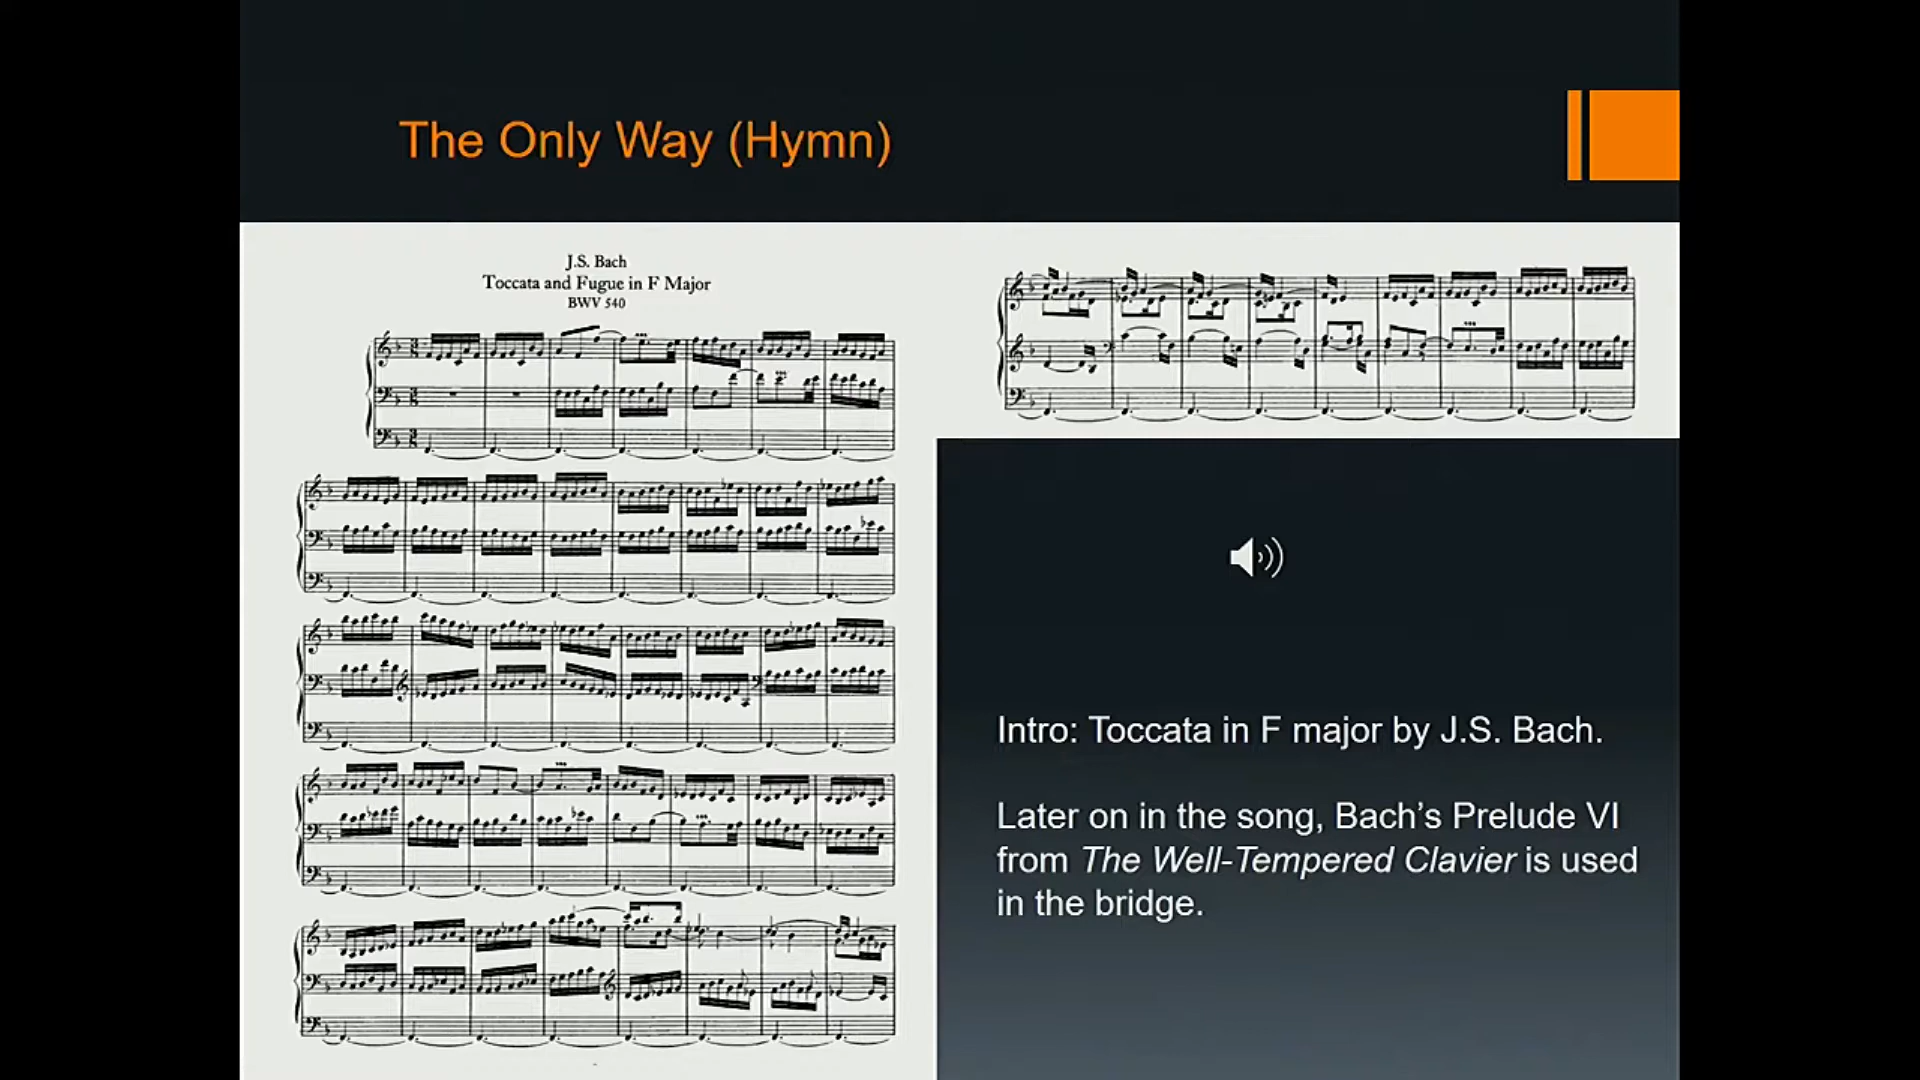 The Only Way (Hymn)
J.S. Bach
Toccata and Fugue in F Major
BWV 540
Intro: Toccata in F major by J.S. Bach.
Later on in the song, Bach’s Prelude VI
from The Well-Tempered Clavier is used
in the bridge.